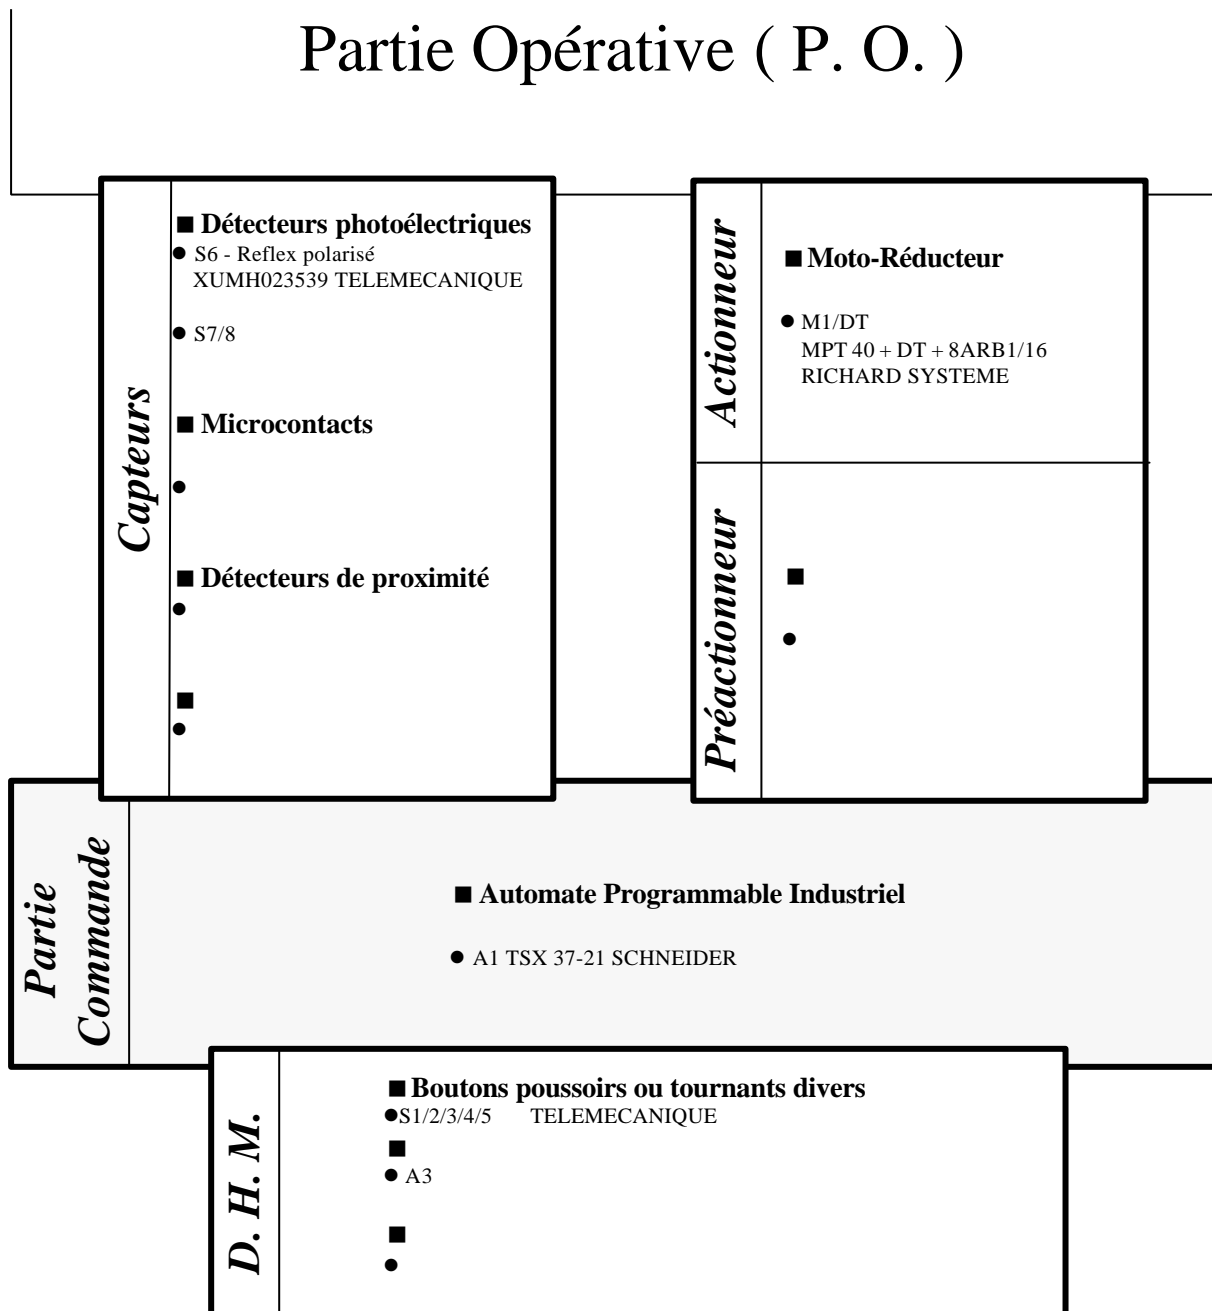 Partie Opérative ( P. O. )
Capteurs
■ Détecteurs photoélectriques
● S6 - Reflex polarisé
XUMH023539 TELEMECANIQUE
● S7/8
■ Microcontacts
●
■ Détecteurs de proximité
●
■
●
Actionneur
■ Moto-Réducteur
● M1/DT
MPT 40 + DT + 8ARB1/16
RICHARD SYSTEME
Préactionneur
■
●
Partie
Commande
■ Automate Programmable Industriel
● A1 TSX 37-21 SCHNEIDER
D. H. M.
■ Boutons poussoirs ou tournants divers
● S1/2/3/4/5 TELEMECANIQUE
■
● A3
■
●